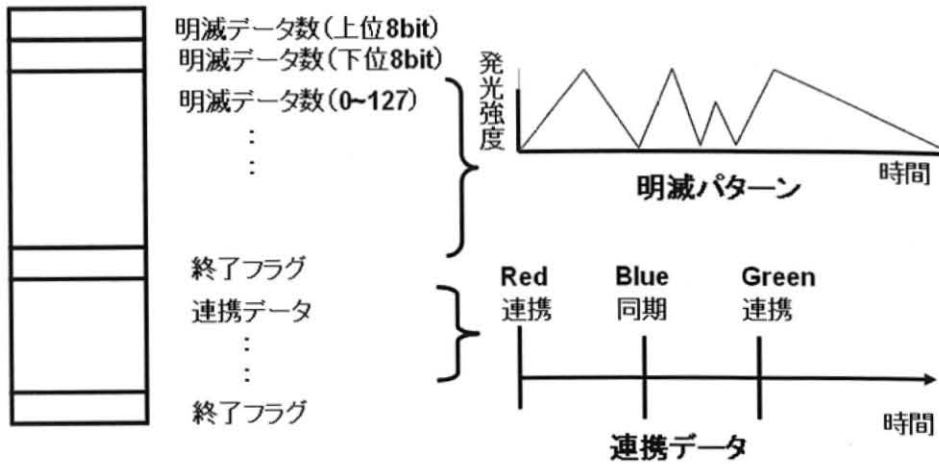 明滅データ数(上位8bit)
明滅データ数(下位8bit)
明滅データ数(0~127)
:
:
終了フラグ
連携データ
:
:
終了フラグ
発光強度
時間
明滅パターン
Red
連携
Blue
同期
Green
連携
時間
連携データ